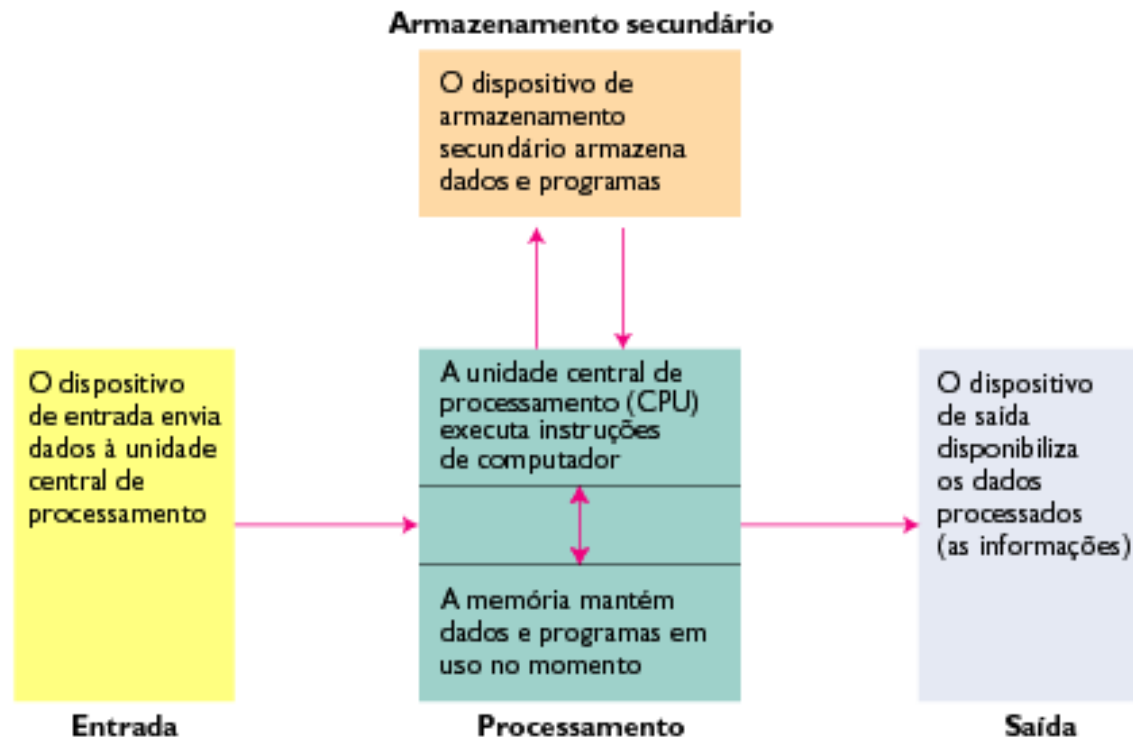 Armazenamento secundário
O dispositivo de
armazenamento
secundário armazena
dados e programas
O dispositivo
de entrada envia
dados à unidade
central de
processamento
A unidade central de
processamento (CPU)
executa instruções
de computador
A memória mantém
dados e programas em
uso no momento
O dispositivo
de saída
disponibiliza
os dados
processados
(as informações)
Entrada
Processamento
Saída